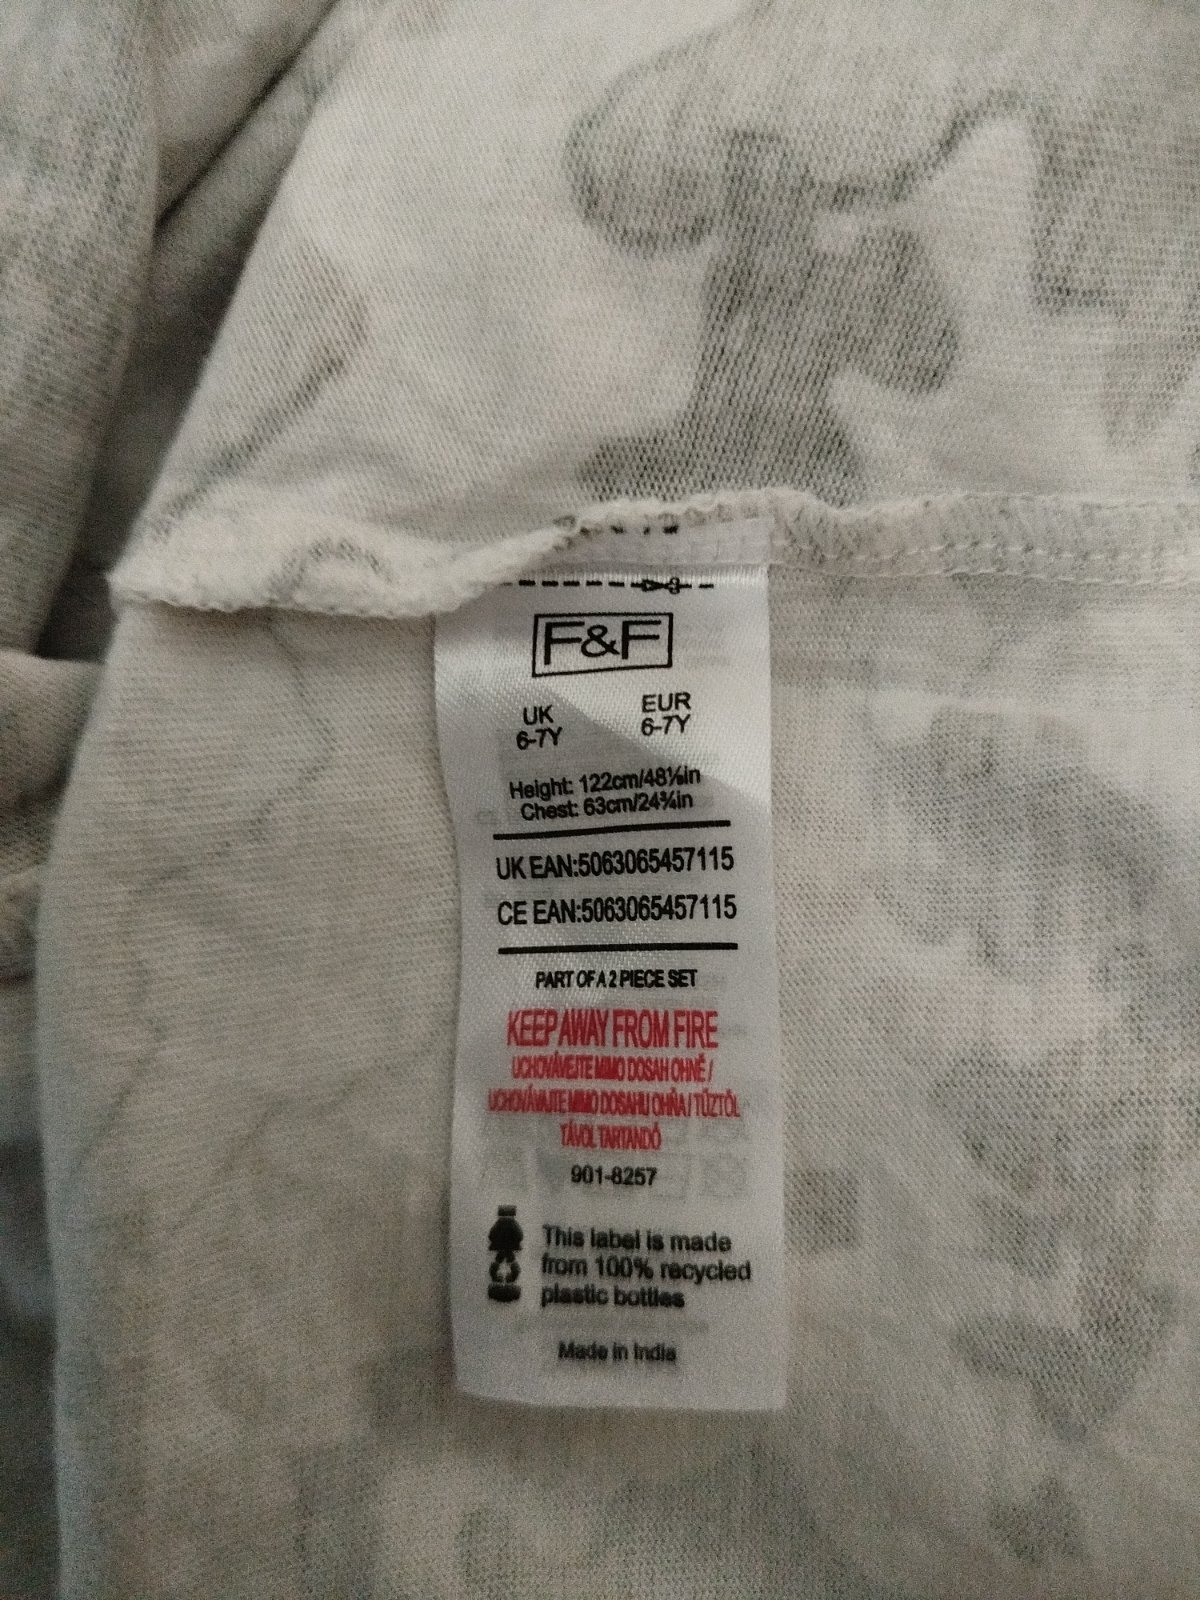 F&F
UK EUR
6-7Y 6-7Y
Height: 122cm/48⅛in
Chest: 63cm/24¾in
UK EAN:5063065457115
CE EAN:5063065457115
PART OF A 2 PIECE SET
KEEP AWAY FROM FIRE
UCHOVÁVEJTE MIMO DOSAH OHNĚ /
UCHOVÁVAJTE MIMO DOSAHU OHŇA / TŰZTŐL
TÁVOL TARTANDÓ
901-8257
This label is made
from 100% recycled
plastic bottles
Made in India